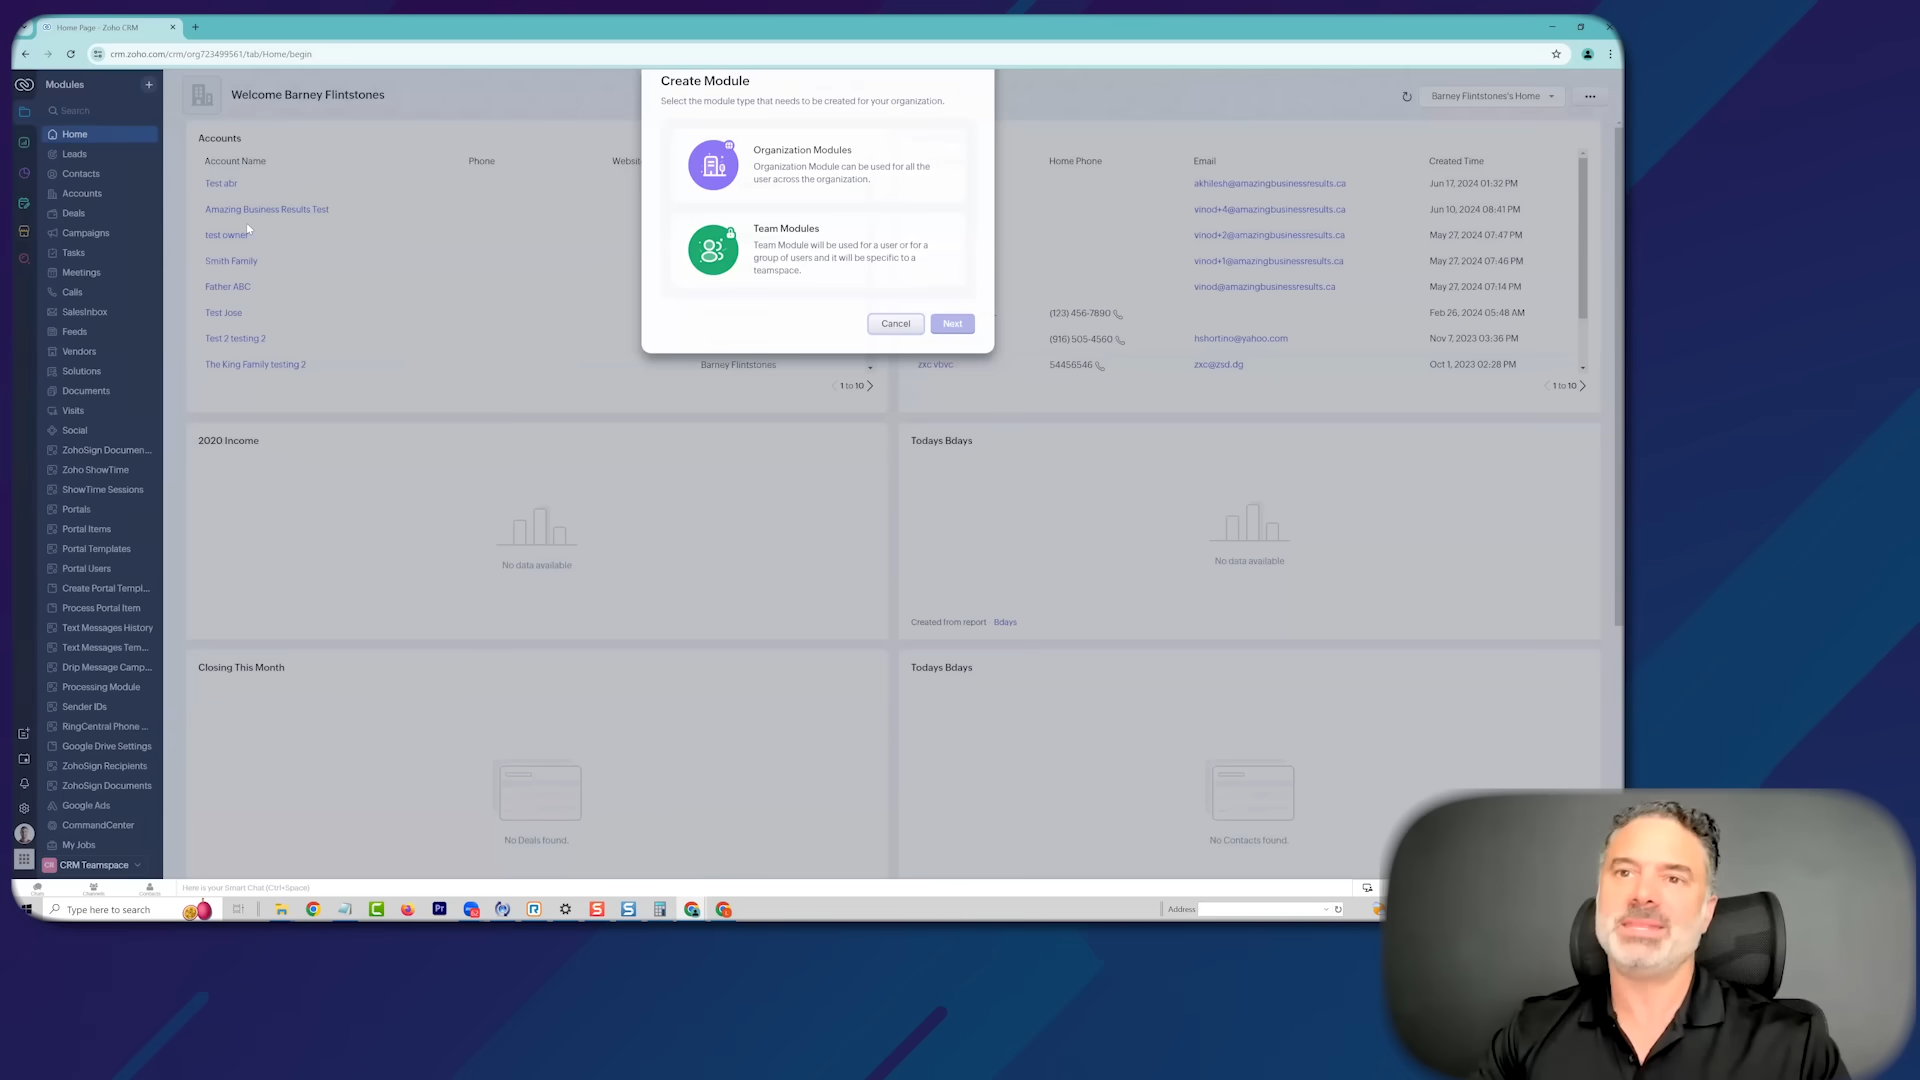 Home Page - Zoho CRM
crm.zoho.com/crm/org723499561/tab/Home/begin
Modules
Search
Home
Leads
Contacts
Accounts
Deals
Campaigns
Tasks
Meetings
Calls
SalesInbox
Feeds
Vendors
Solutions
Documents
Visits
Social
ZohoSign Documen...
Zoho ShowTime
ShowTime Sessions
Portals
Portal Items
Portal Templates
Portal Users
Create Portal Templ...
Process Portal Item
Text Messages History
Text Messages Tem...
Drip Message Camp...
Processing Module
Sender IDs
RingCentral Phone ...
Google Drive Settings
ZohoSign Recipients
ZohoSign Documents
Google Ads
CommandCenter
My Jobs
CR CRM Teamspace
Welcome Barney Flintstones
Barney Flintstones's Home
Create Module
Select the module type that needs to be created for your organization.
Organization Modules
Organization Module can be used for all the
user across the organization.
Team Modules
Team Module will be used for a user or for a
group of users and it will be specific to a
teamspace.
Cancel Next
Accounts
Account Name Phone Websit
Test abr
Amazing Business Results Test
test owner
Smith Family
Father ABC
Test Jose
Test 2 testing 2
The King Family testing 2 Barney Flintstones
1 to 10
Home Phone Email Created Time
akhilesh@amazingbusinessresults.ca Jun 17, 2024 01:32 PM
vinod+4@amazingbusinessresults.ca Jun 10, 2024 08:41 PM
vinod+2@amazingbusinessresults.ca May 27, 2024 07:47 PM
vinod+1@amazingbusinessresults.ca May 27, 2024 07:46 PM
vinod@amazingbusinessresults.ca May 27, 2024 07:14 PM
(123) 456-7890 Feb 26, 2024 05:48 AM
(916) 505-4560 hshortino@yahoo.com Nov 7, 2023 03:36 PM
zxc vbvc 54456546 zxc@zsd.dg Oct 1, 2023 02:28 PM
1 to 10
2020 Income
No data available
Todays Bdays
No data available
Created from report Bdays
Closing This Month
No Deals found.
Todays Bdays
No Contacts found.
Chats Channels Contacts
Here is your Smart Chat (Ctrl+Space)
Type here to search
Pr
R
S
S
Address